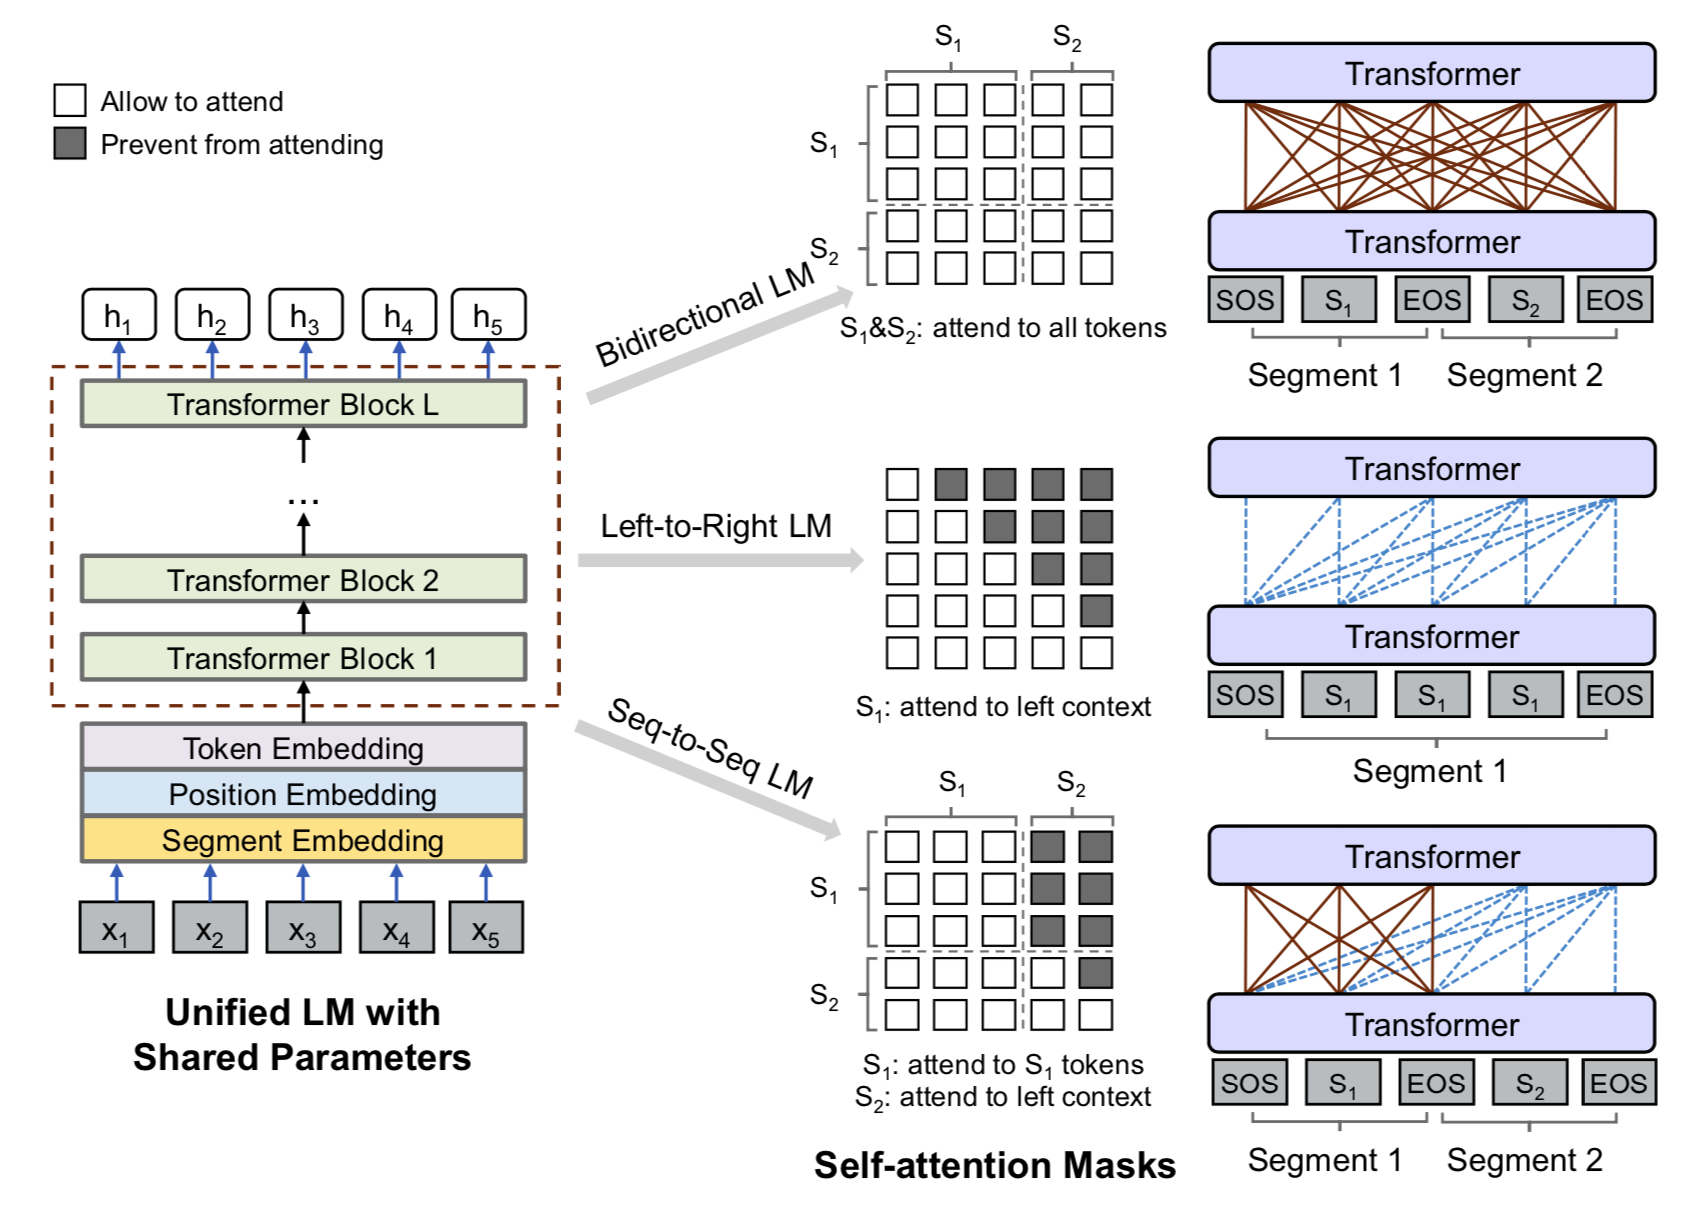 Allow to attend
Prevent from attending
h1 h2 h3 h4 h5
Transformer Block L
...
Transformer Block 2
Transformer Block 1
Token Embedding
Position Embedding
Segment Embedding
x1 x2 x3 x4 x5
Unified LM with
Shared Parameters
Bidirectional LM
Left-to-Right LM
Seq-to-Seq LM
S1 S2
S1
S2
S1&S2: attend to all tokens
S1: attend to left context
S1 S2
S1
S2
S1: attend to S1 tokens
S2: attend to left context
Self-attention Masks
Transformer
Transformer
SOS S1 EOS S2 EOS
Segment 1 Segment 2
Transformer
Transformer
SOS S1 S1 S1 EOS
Segment 1
Transformer
Transformer
SOS S1 EOS S2 EOS
Segment 1 Segment 2